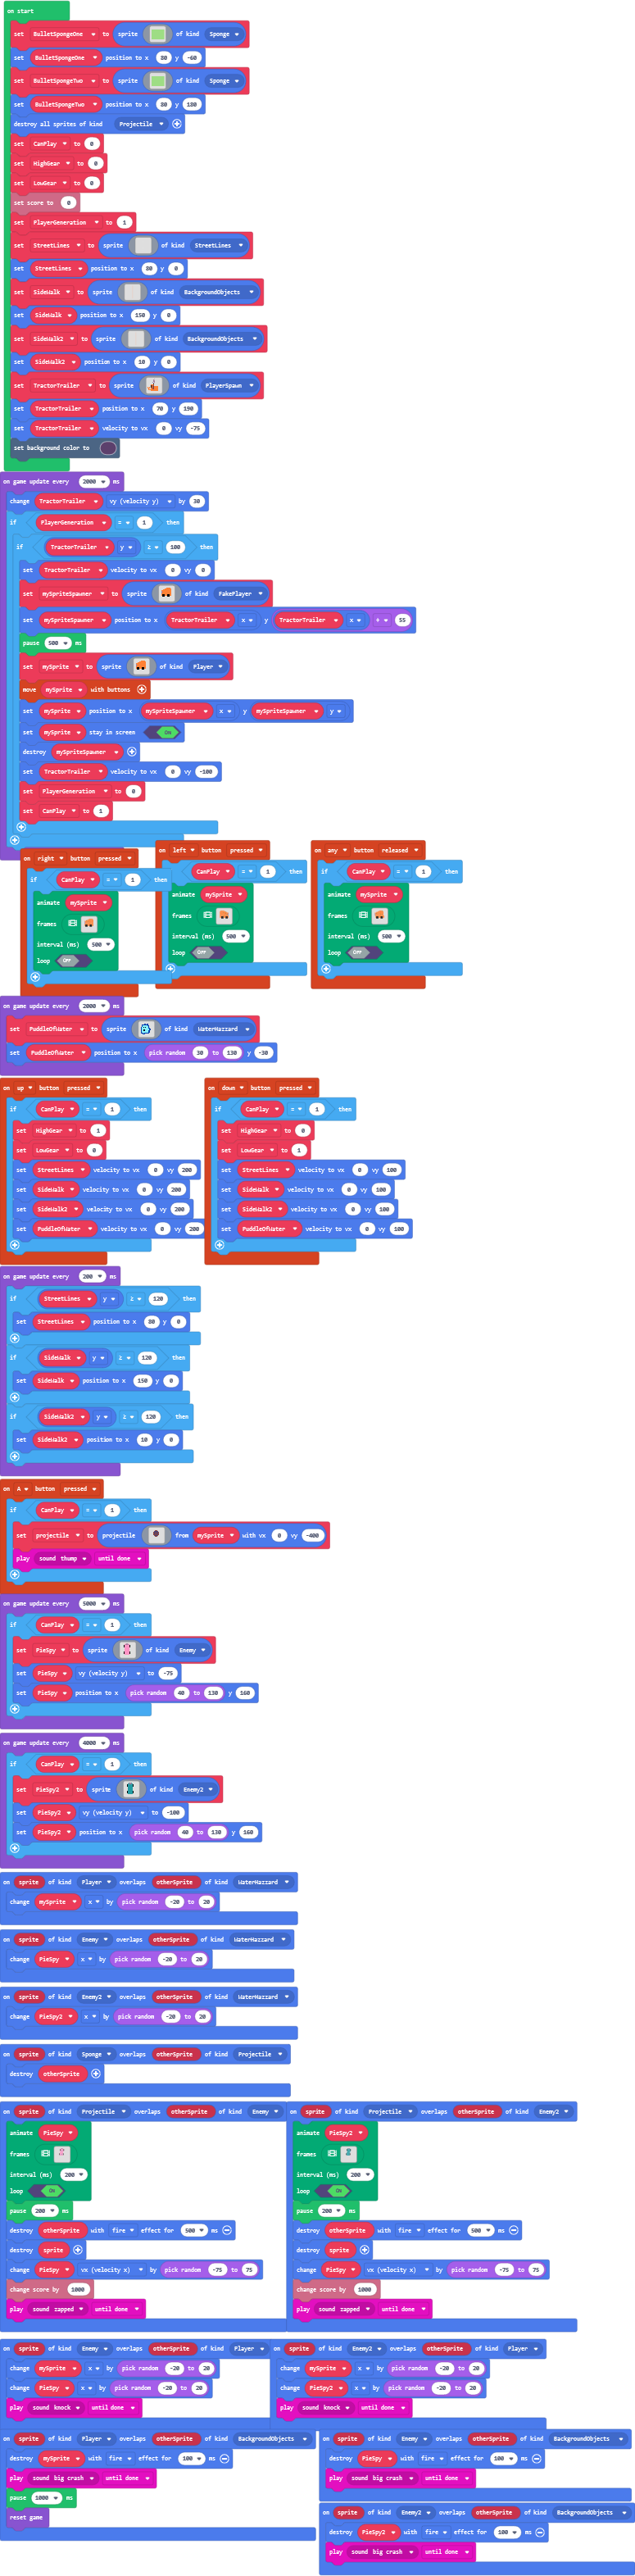 on start
set BulletSpongeOne to sprite of kind Sponge
set BulletSpongeOne position to x 80 y -60
set BulletSpongeTwo to sprite of kind Sponge
set BulletSpongeTwo position to x 80 y 180
destroy all sprites of kind Projectile
set CanPlay to 0
set HighGear to 0
set LowGear to 0
set score to 0
set PlayerGeneration to 1
set StreetLines to sprite of kind StreetLines
set StreetLines position to x 80 y 0
set SideWalk to sprite of kind BackgroundObjects
set SideWalk position to x 150 y 0
set SideWalk2 to sprite of kind BackgroundObjects
set SideWalk2 position to x 10 y 0
set TractorTrailer to sprite of kind PlayerSpawn
set TractorTrailer position to x 70 y 190
set TractorTrailer velocity to vx 0 vy -75
set background color to
on game update every 2000 ms
change TractorTrailer vy (velocity y) by 30
if PlayerGeneration = 1 then
if TractorTrailer y ≥ 100 then
set TractorTrailer velocity to vx 0 vy 0
set mySpriteSpawner to sprite of kind FakePlayer
set mySpriteSpawner position to x TractorTrailer x y TractorTrailer x + 55
pause 500 ms
set mySprite to sprite of kind Player
move mySprite with buttons
set mySprite position to x mySpriteSpawner x y mySpriteSpawner y
set mySprite stay in screen On
destroy mySpriteSpawner
set TractorTrailer velocity to vx 0 vy -100
set PlayerGeneration to 0
set CanPlay to 1
on right button pressed
if CanPlay = 1 then
animate mySprite
frames
interval (ms) 500
loop Off
on left button pressed
if CanPlay = 1 then
animate mySprite
frames
interval (ms) 500
loop Off
on any button released
if CanPlay = 1 then
animate mySprite
frames
interval (ms) 500
loop Off
on game update every 2000 ms
set PuddleOfWater to sprite of kind WaterHazzard
set PuddleOfWater position to x pick random 30 to 130 y -30
on up button pressed
if CanPlay = 1 then
set HighGear to 1
set LowGear to 0
set StreetLines velocity to vx 0 vy 200
set SideWalk velocity to vx 0 vy 200
set SideWalk2 velocity to vx 0 vy 200
set PuddleOfWater velocity to vx 0 vy 200
on down button pressed
if CanPlay = 1 then
set HighGear to 0
set LowGear to 1
set StreetLines velocity to vx 0 vy 100
set SideWalk velocity to vx 0 vy 100
set SideWalk2 velocity to vx 0 vy 100
set PuddleOfWater velocity to vx 0 vy 100
on game update every 200 ms
if StreetLines y ≥ 120 then
set StreetLines position to x 80 y 0
if SideWalk y ≥ 120 then
set SideWalk position to x 150 y 0
if SideWalk2 y ≥ 120 then
set SideWalk2 position to x 10 y 0
on A button pressed
if CanPlay = 1 then
set projectile to projectile from mySprite with vx 0 vy -400
play sound thump until done
on game update every 5000 ms
if CanPlay = 1 then
set PieSpy to sprite of kind Enemy
set PieSpy vy (velocity y) to -75
set PieSpy position to x pick random 40 to 130 y 160
on game update every 4000 ms
if CanPlay = 1 then
set PieSpy2 to sprite of kind Enemy2
set PieSpy2 vy (velocity y) to -100
set PieSpy2 position to x pick random 40 to 130 y 160
on sprite of kind Player overlaps otherSprite of kind WaterHazzard
change mySprite x by pick random -20 to 20
on sprite of kind Enemy overlaps otherSprite of kind WaterHazzard
change PieSpy x by pick random -20 to 20
on sprite of kind Enemy2 overlaps otherSprite of kind WaterHazzard
change PieSpy2 x by pick random -20 to 20
on sprite of kind Sponge overlaps otherSprite of kind Projectile
destroy otherSprite
on sprite of kind Projectile overlaps otherSprite of kind Enemy
animate PieSpy
frames
interval (ms) 200
loop On
pause 200 ms
destroy otherSprite with fire effect for 500 ms
destroy sprite
change PieSpy vx (velocity x) by pick random -75 to 75
change score by 1000
play sound zapped until done
on sprite of kind Projectile overlaps otherSprite of kind Enemy2
animate PieSpy2
frames
interval (ms) 200
loop On
pause 200 ms
destroy otherSprite with fire effect for 500 ms
destroy sprite
change PieSpy vx (velocity x) by pick random -75 to 75
change score by 1000
play sound zapped until done
on sprite of kind Enemy overlaps otherSprite of kind Player
change mySprite x by pick random -20 to 20
change PieSpy x by pick random -20 to 20
play sound knock until done
on sprite of kind Enemy2 overlaps otherSprite of kind Player
change mySprite x by pick random -20 to 20
change PieSpy2 x by pick random -20 to 20
play sound knock until done
on sprite of kind Player overlaps otherSprite of kind BackgroundObjects
destroy mySprite with fire effect for 100 ms
play sound big crash until done
pause 1000 ms
reset game
on sprite of kind Enemy overlaps otherSprite of kind BackgroundObjects
destroy PieSpy with fire effect for 100 ms
play sound big crash until done
on sprite of kind Enemy2 overlaps otherSprite of kind BackgroundObjects
destroy PieSpy2 with fire effect for 100 ms
play sound big crash until done